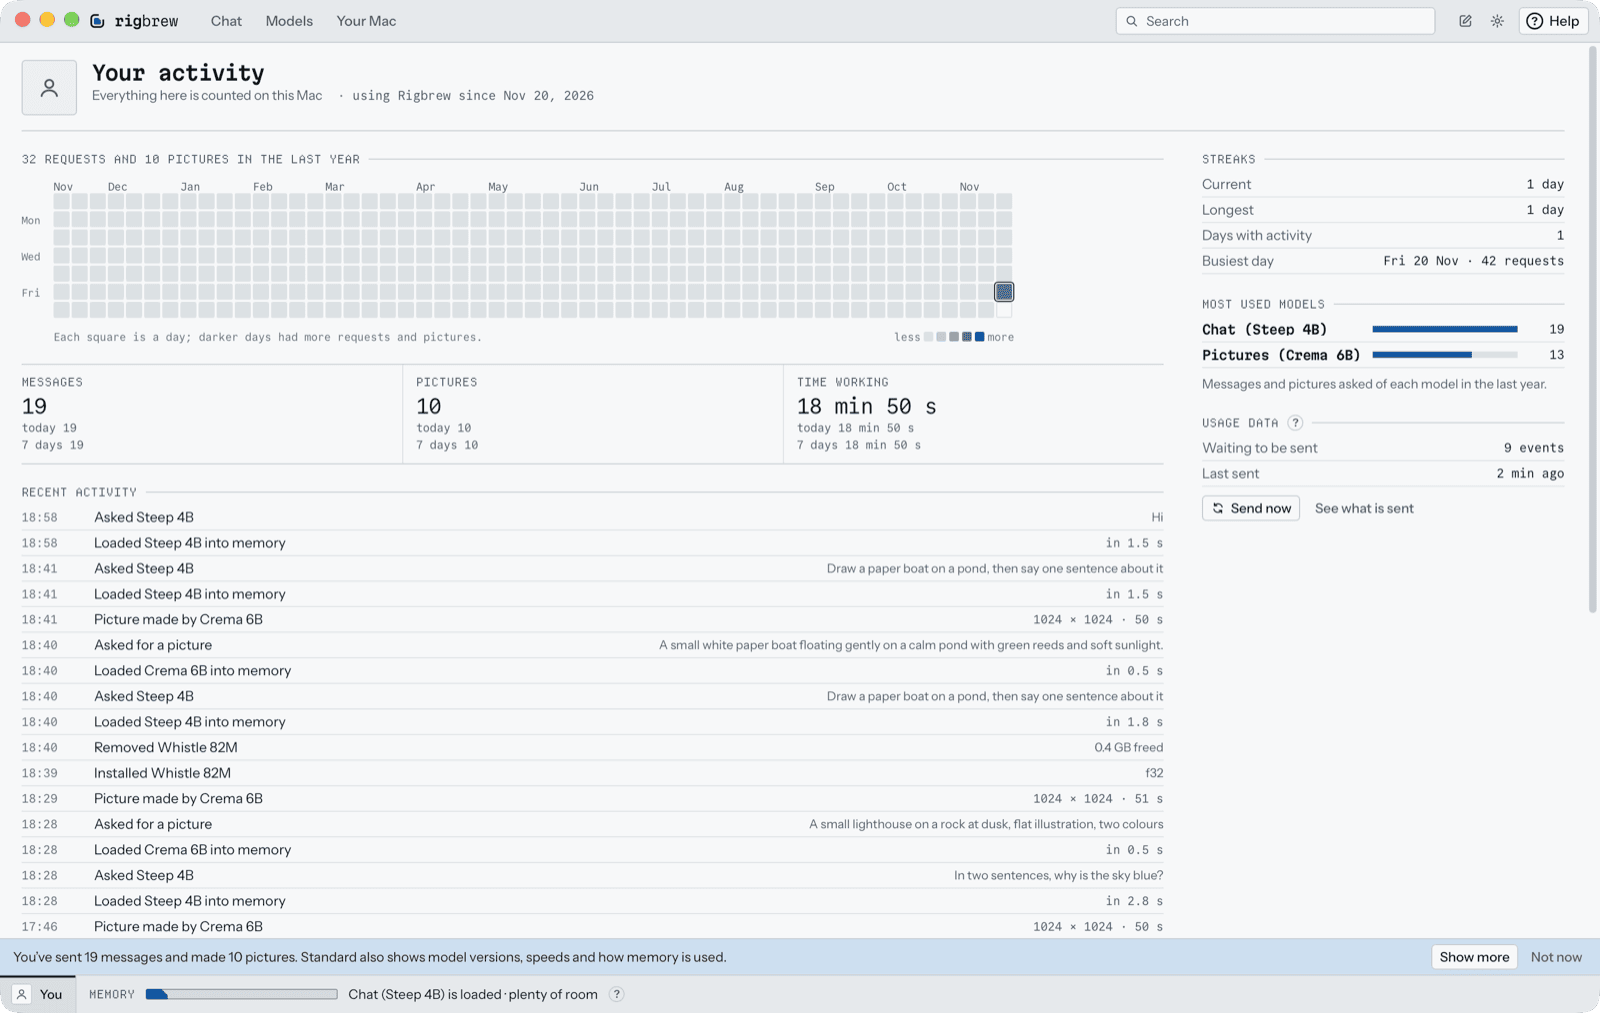 rigbrew Chat Models Your Mac Search Help
Your activity
Everything here is counted on this Mac · using Rigbrew since Nov 20, 2026
32 REQUESTS AND 10 PICTURES IN THE LAST YEAR
Nov Dec Jan Feb Mar Apr May Jun Jul Aug Sep Oct Nov
Mon
Wed
Fri
Each square is a day; darker days had more requests and pictures.
less more
MESSAGES
19
today 19
7 days 19
PICTURES
10
today 10
7 days 10
TIME WORKING
18 min 50 s
today 18 min 50 s
7 days 18 min 50 s
RECENT ACTIVITY
18:58 Asked Steep 4B Hi
18:58 Loaded Steep 4B into memory in 1.5 s
18:41 Asked Steep 4B Draw a paper boat on a pond, then say one sentence about it
18:41 Loaded Steep 4B into memory in 1.5 s
18:41 Picture made by Crema 6B 1024 × 1024 · 50 s
18:40 Asked for a picture A small white paper boat floating gently on a calm pond with green reeds and soft sunlight.
18:40 Loaded Crema 6B into memory in 0.5 s
18:40 Asked Steep 4B Draw a paper boat on a pond, then say one sentence about it
18:40 Loaded Steep 4B into memory in 1.8 s
18:40 Removed Whistle 82M 0.4 GB freed
18:39 Installed Whistle 82M f32
18:29 Picture made by Crema 6B 1024 × 1024 · 51 s
18:28 Asked for a picture A small lighthouse on a rock at dusk, flat illustration, two colours
18:28 Loaded Crema 6B into memory in 0.5 s
18:28 Asked Steep 4B In two sentences, why is the sky blue?
18:28 Loaded Steep 4B into memory in 2.8 s
17:46 Picture made by Crema 6B 1024 × 1024 · 50 s
STREAKS
Current 1 day
Longest 1 day
Days with activity 1
Busiest day Fri 20 Nov · 42 requests
MOST USED MODELS
Chat (Steep 4B) 19
Pictures (Crema 6B) 13
Messages and pictures asked of each model in the last year.
USAGE DATA ?
Waiting to be sent 9 events
Last sent 2 min ago
Send now See what is sent
You've sent 19 messages and made 10 pictures. Standard also shows model versions, speeds and how memory is used. Show more Not now
You MEMORY Chat (Steep 4B) is loaded · plenty of room ?